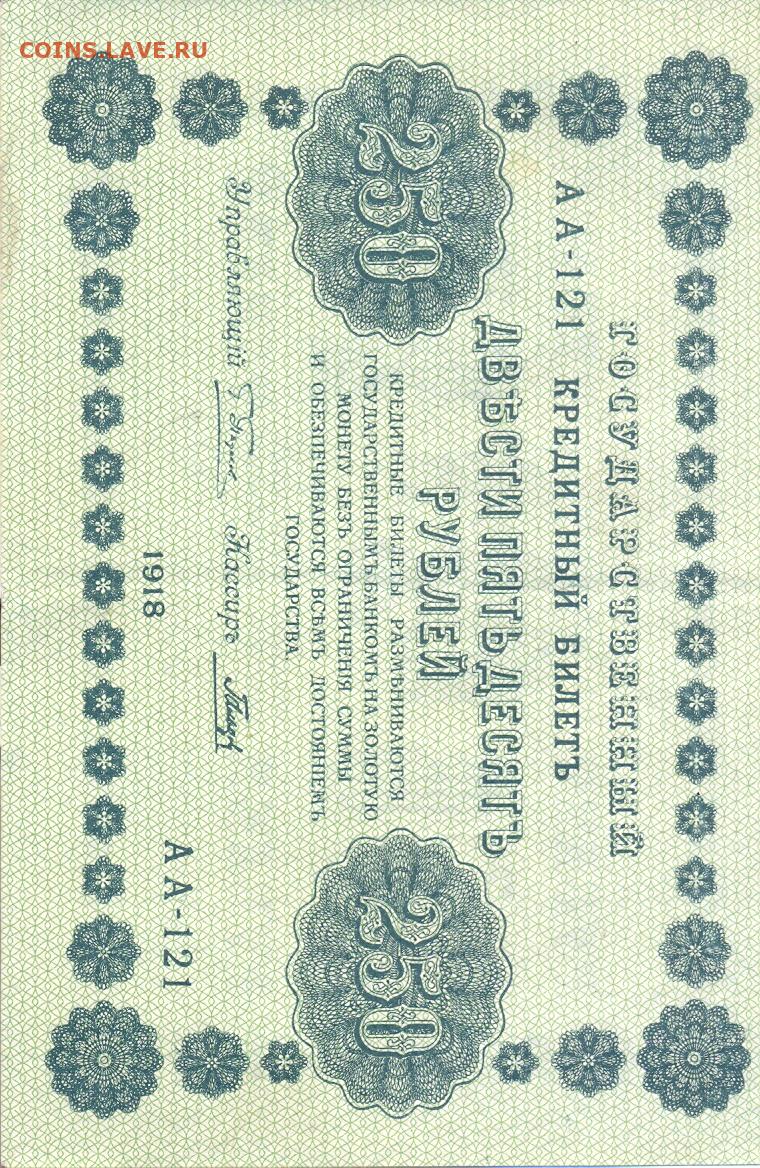 COINS.LAVE.RU
ГОСУДАРСТВЕННЫЙ
АА-121 КРЕДИТНЫЙ БИЛЕТЪ
ДВѢСТИ ПЯТЬДЕСЯТЪ
РУБЛЕЙ
250
250
КРЕДИТНЫЕ БИЛЕТЫ РАЗМѢНИВАЮТСЯ
ГОСУДАРСТВЕННЫМЪ БАНКОМЪ НА ЗОЛОТУЮ
МОНЕТУ БЕЗЪ ОГРАНИЧЕНІЯ СУММЫ
И ОБЕЗПЕЧИВАЮТСЯ ВСѢМЪ ДОСТОЯНІЕМЪ
ГОСУДАРСТВА.
Управляющій
Кассиръ
АА-121
1918